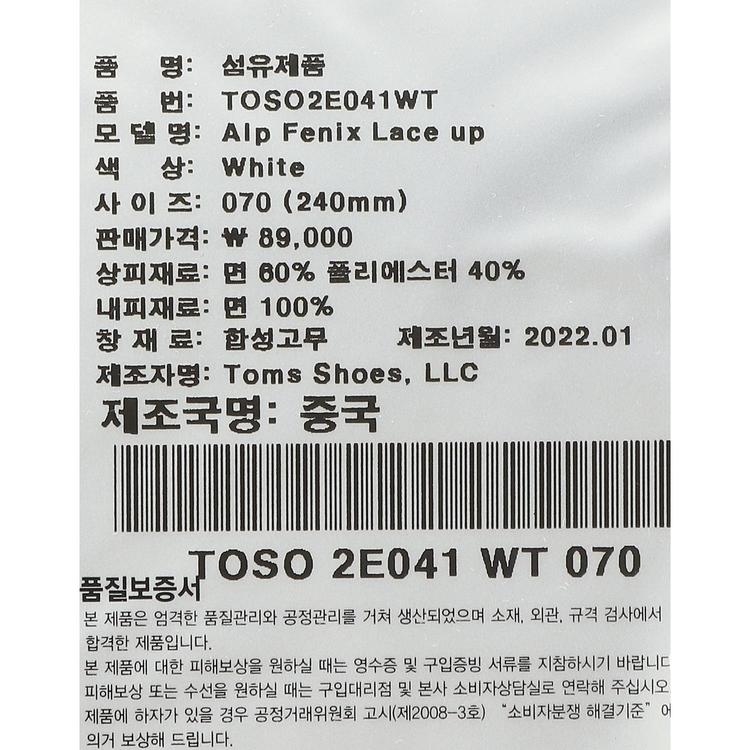 품 명: 섬유제품
품 번: TOSO2E041WT
모 델 명: Alp Fenix Lace up
색 상: White
사 이 즈: 070 (240mm)
판매가격: ₩ 89,000
상피재료: 면 60% 폴리에스터 40%
내피재료: 면 100%
창 재 료: 합성고무 제조년월: 2022.01
제조자명: Toms Shoes, LLC
제조국명: 중국
TOSO 2E041 WT 070
품질보증서
본 제품은 엄격한 품질관리와 공정관리를 거쳐 생산되었으며 소재, 외관, 규격 검사에서
합격한 제품입니다.
본 제품에 대한 피해보상을 원하실 때는 영수증 및 구입증빙 서류를 지참하시기 바랍니다
피해보상 또는 수선을 원하실 때는 구입대리점 및 본사 소비자상담실로 연락해 주십시오
제품에 하자가 있을 경우 공정거래위원회 고시(제2008-3호) “소비자분쟁 해결기준” 에
의거 보상해 드립니다.